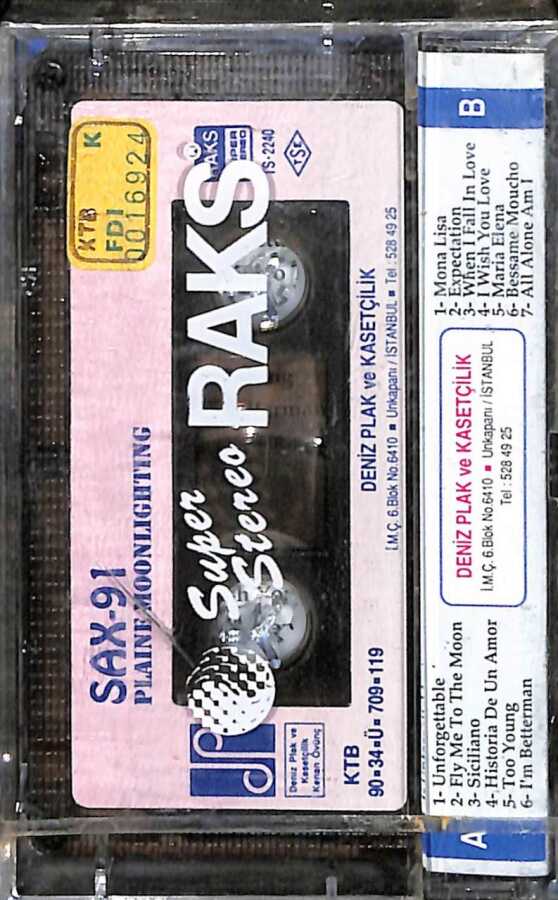 SAX-91
PLAINE MOONLIGHTING
KTB K
FDI
0016924
RAKS
SUPER
STEREO
TS-2240
TSE
Super
Stereo
RAKS®
DENİZ PLAK ve KASETÇİLİK
İ.M.Ç. 6.Blok No.6410 ■ Unkapanı / İSTANBUL ■ Tel : 528 49 25
Deniz Plak ve
Kasetçilik
Kenan Övünç
KTB
90▪34▪Ü▪709▪119
A
1- Unforgettable
2- Fly Me To The Moon
3- Siciliano
4- Historia De Un Amor
5- Too Young
6- I'm Betterman
DENİZ PLAK ve KASETÇİLİK
İ.M.Ç. 6.Blok No.6410 ■ Unkapanı / İSTANBUL
Tel : 528 49 25
B
1- Mona Lisa
2- Expectation
3- When I Fall In Love
4- I Wish You Love
5- Maria Elena
6- Bessame Moucho
7- All Alone Am I